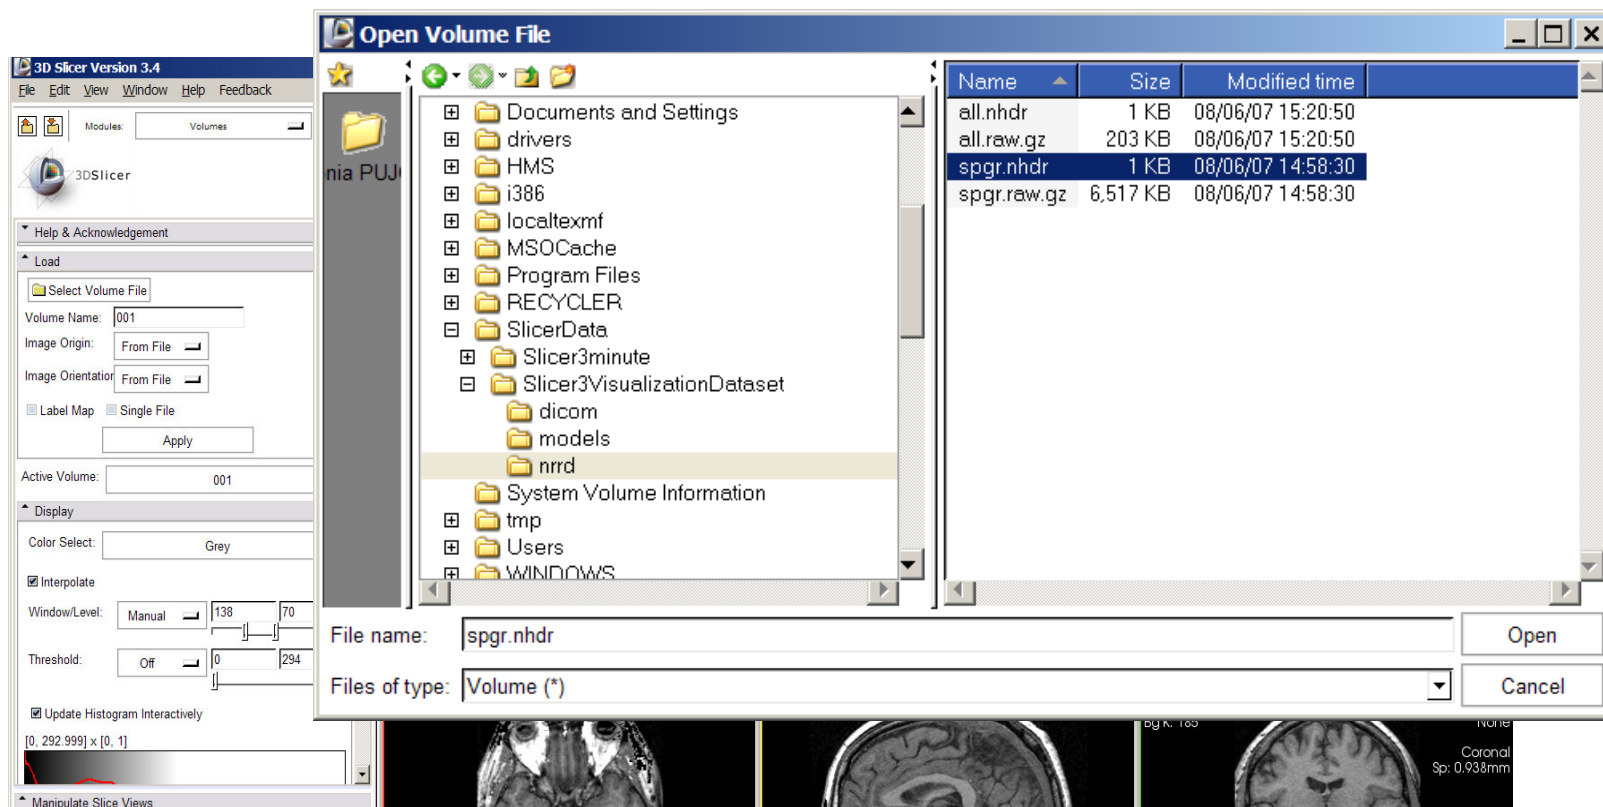 Open Volume File
3D Slicer Version 3.4
File Edit View Window Help Feedback
Modules: Volumes
3DSlicer
Help & Acknowledgement
Load
Select Volume File
Volume Name: 001
Image Origin: From File
Image Orientation From File
Label Map Single File
Apply
Active Volume: 001
Display
Color Select: Grey
Interpolate
Window/Level: Manual 138 70
Threshold: Off 0 294
Update Histogram Interactively
[0, 292.999] x [0, 1]
Manipulate Slice Views
nia PUJ
Documents and Settings
drivers
HMS
i386
localtexmf
MSOCache
Program Files
RECYCLER
SlicerData
Slicer3minute
Slicer3VisualizationDataset
dicom
models
nrrd
System Volume Information
tmp
Users
WINDOWS
Name Size Modified time
all.nhdr 1 KB 08/06/07 15:20:50
all.raw.gz 203 KB 08/06/07 15:20:50
spgr.nhdr 1 KB 08/06/07 14:58:30
spgr.raw.gz 6,517 KB 08/06/07 14:58:30
File name: spgr.nhdr Open
Files of type: Volume (*) Cancel
Bg K: 185 None
Coronal
Sp: 0.938mm